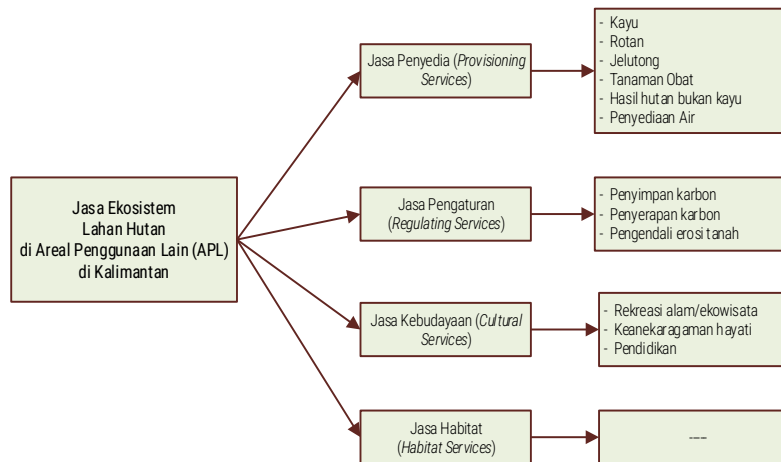 Jasa Ekosistem
Lahan Hutan
di Areal Penggunaan Lain (APL)
di Kalimantan
Jasa Penyedia (Provisioning
Services)
- Kayu
- Rotan
- Jelutong
- Tanaman Obat
- Hasil hutan bukan kayu
- Penyediaan Air
Jasa Pengaturan
(Regulating Services)
- Penyimpan karbon
- Penyerapan karbon
- Pengendali erosi tanah
Jasa Kebudayaan (Cultural
Services)
- Rekreasi alam/ekowisata
- Keanekaragaman hayati
- Pendidikan
Jasa Habitat
(Habitat Services)
----